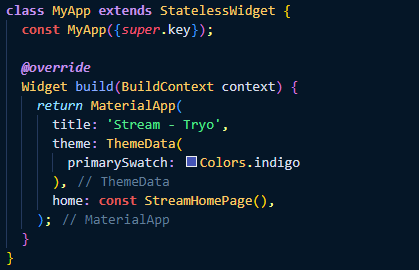 class MyApp extends StatelessWidget {
  const MyApp({super.key});

  @override
  Widget build(BuildContext context) {
    return MaterialApp(
      title: 'Stream - Tryo',
      theme: ThemeData(
        primarySwatch: Colors.indigo
      ), // ThemeData
      home: const StreamHomePage(),
    ); // MaterialApp
  }
}